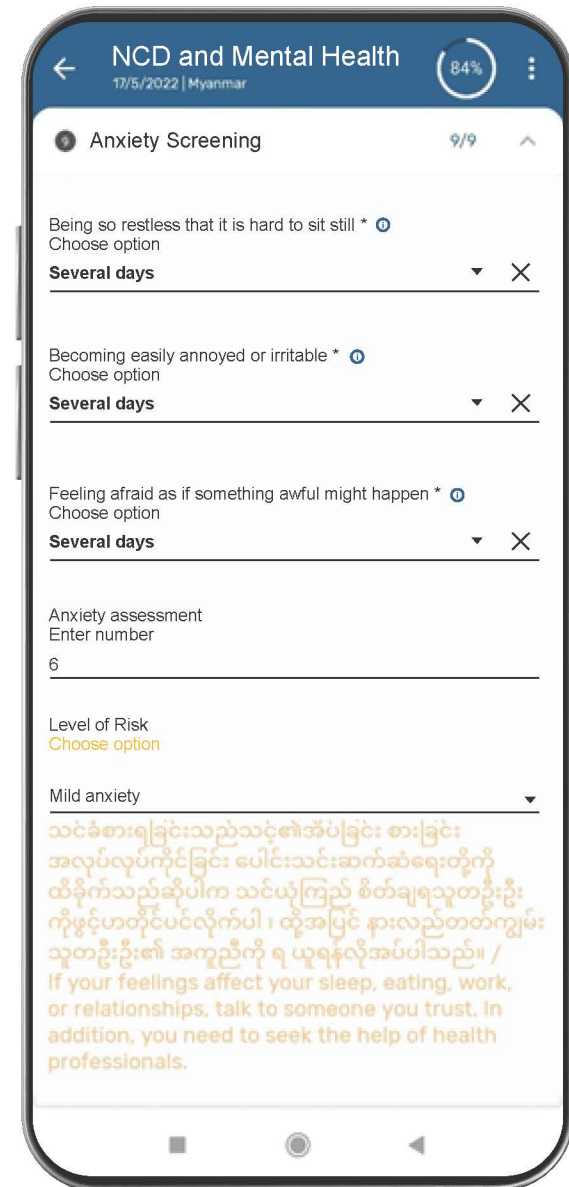 NCD and Mental Health
84%
17/5/2022 | Myanmar
9 Anxiety Screening 9/9
Being so restless that it is hard to sit still *
Choose option
Several days
Becoming easily annoyed or irritable *
Choose option
Several days
Feeling afraid as if something awful might happen *
Choose option
Several days
Anxiety assessment
Enter number
6
Level of Risk
Choose option
Mild anxiety
သင်ခံစားရခြင်းသည်သင့်၏အိပ်ခြင်း စားခြင်း
အလုပ်လုပ်ကိုင်ခြင်း ပေါင်းသင်းဆက်ဆံရေးတို့ကို
ထိခိုက်သည်ဆိုပါက သင်ယုံကြည် စိတ်ချရသူတဦးဦး
ကိုဖွင့်ဟတိုင်ပင်လိုက်ပါ ၊ ထို့အပြင် နားလည်တတ်ကျွမ်း
သူတဦးဦး၏ အကူညီကို ရ ယူရန်လိုအပ်ပါသည်။ /
If your feelings affect your sleep, eating, work,
or relationships, talk to someone you trust. In
addition, you need to seek the help of health
professionals.